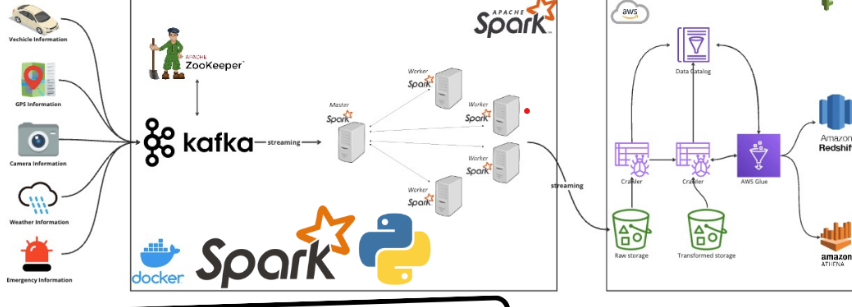 Vechicle Information
GPS Information
Camera Information
Weather Information
Emergency Information
APACHE
ZooKeeper™
kafka
streaming
docker
Spark
APACHE
Spark™
Master
Spark
Worker
Spark
Worker
Spark
Worker
Spark
Worker
Spark
streaming
aws
Data Catalog
Crawler
Crawler
AWS Glue
Raw storage
Transformed storage
Amazon
Redshift
amazon
ATHENA